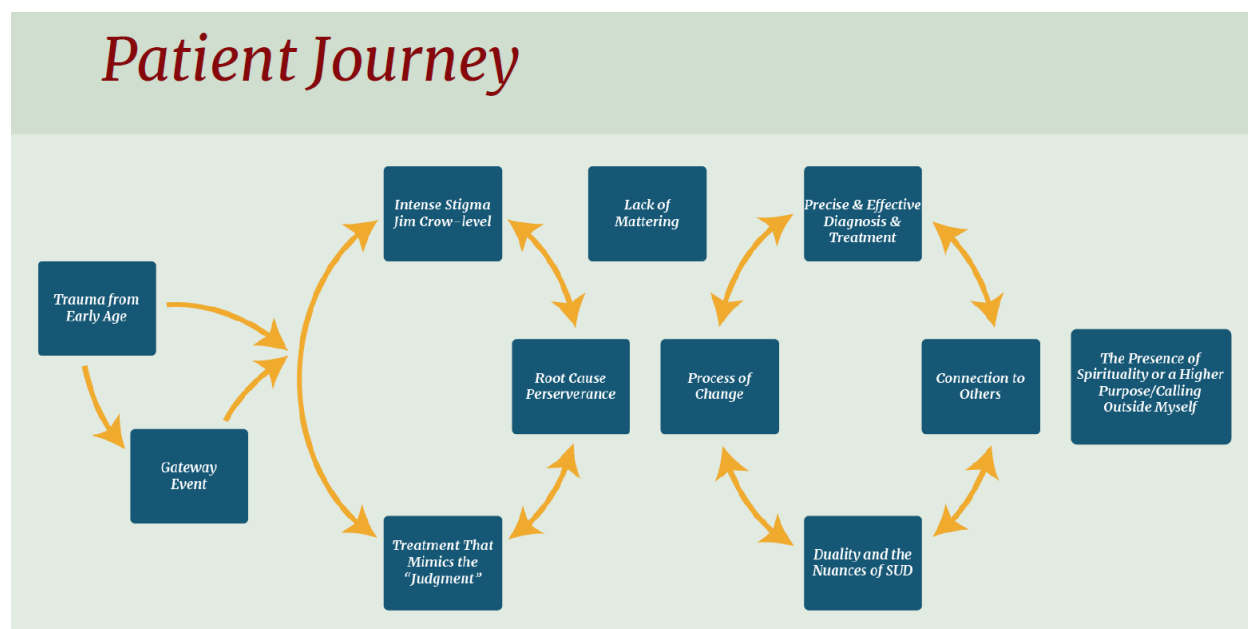 Patient Journey
Intense Stigma
Jim Crow-level
Lack of
Mattering
Precise & Effective
Diagnosis &
Treatment
Trauma from
Early Age
Root Cause
Perserverance
Process of
Change
Connection to
Others
The Presence of
Spirituality or a Higher
Purpose/Calling
Outside Myself
Gateway
Event
Treatment That
Mimics the
“Judgment”
Duality and the
Nuances of SUD